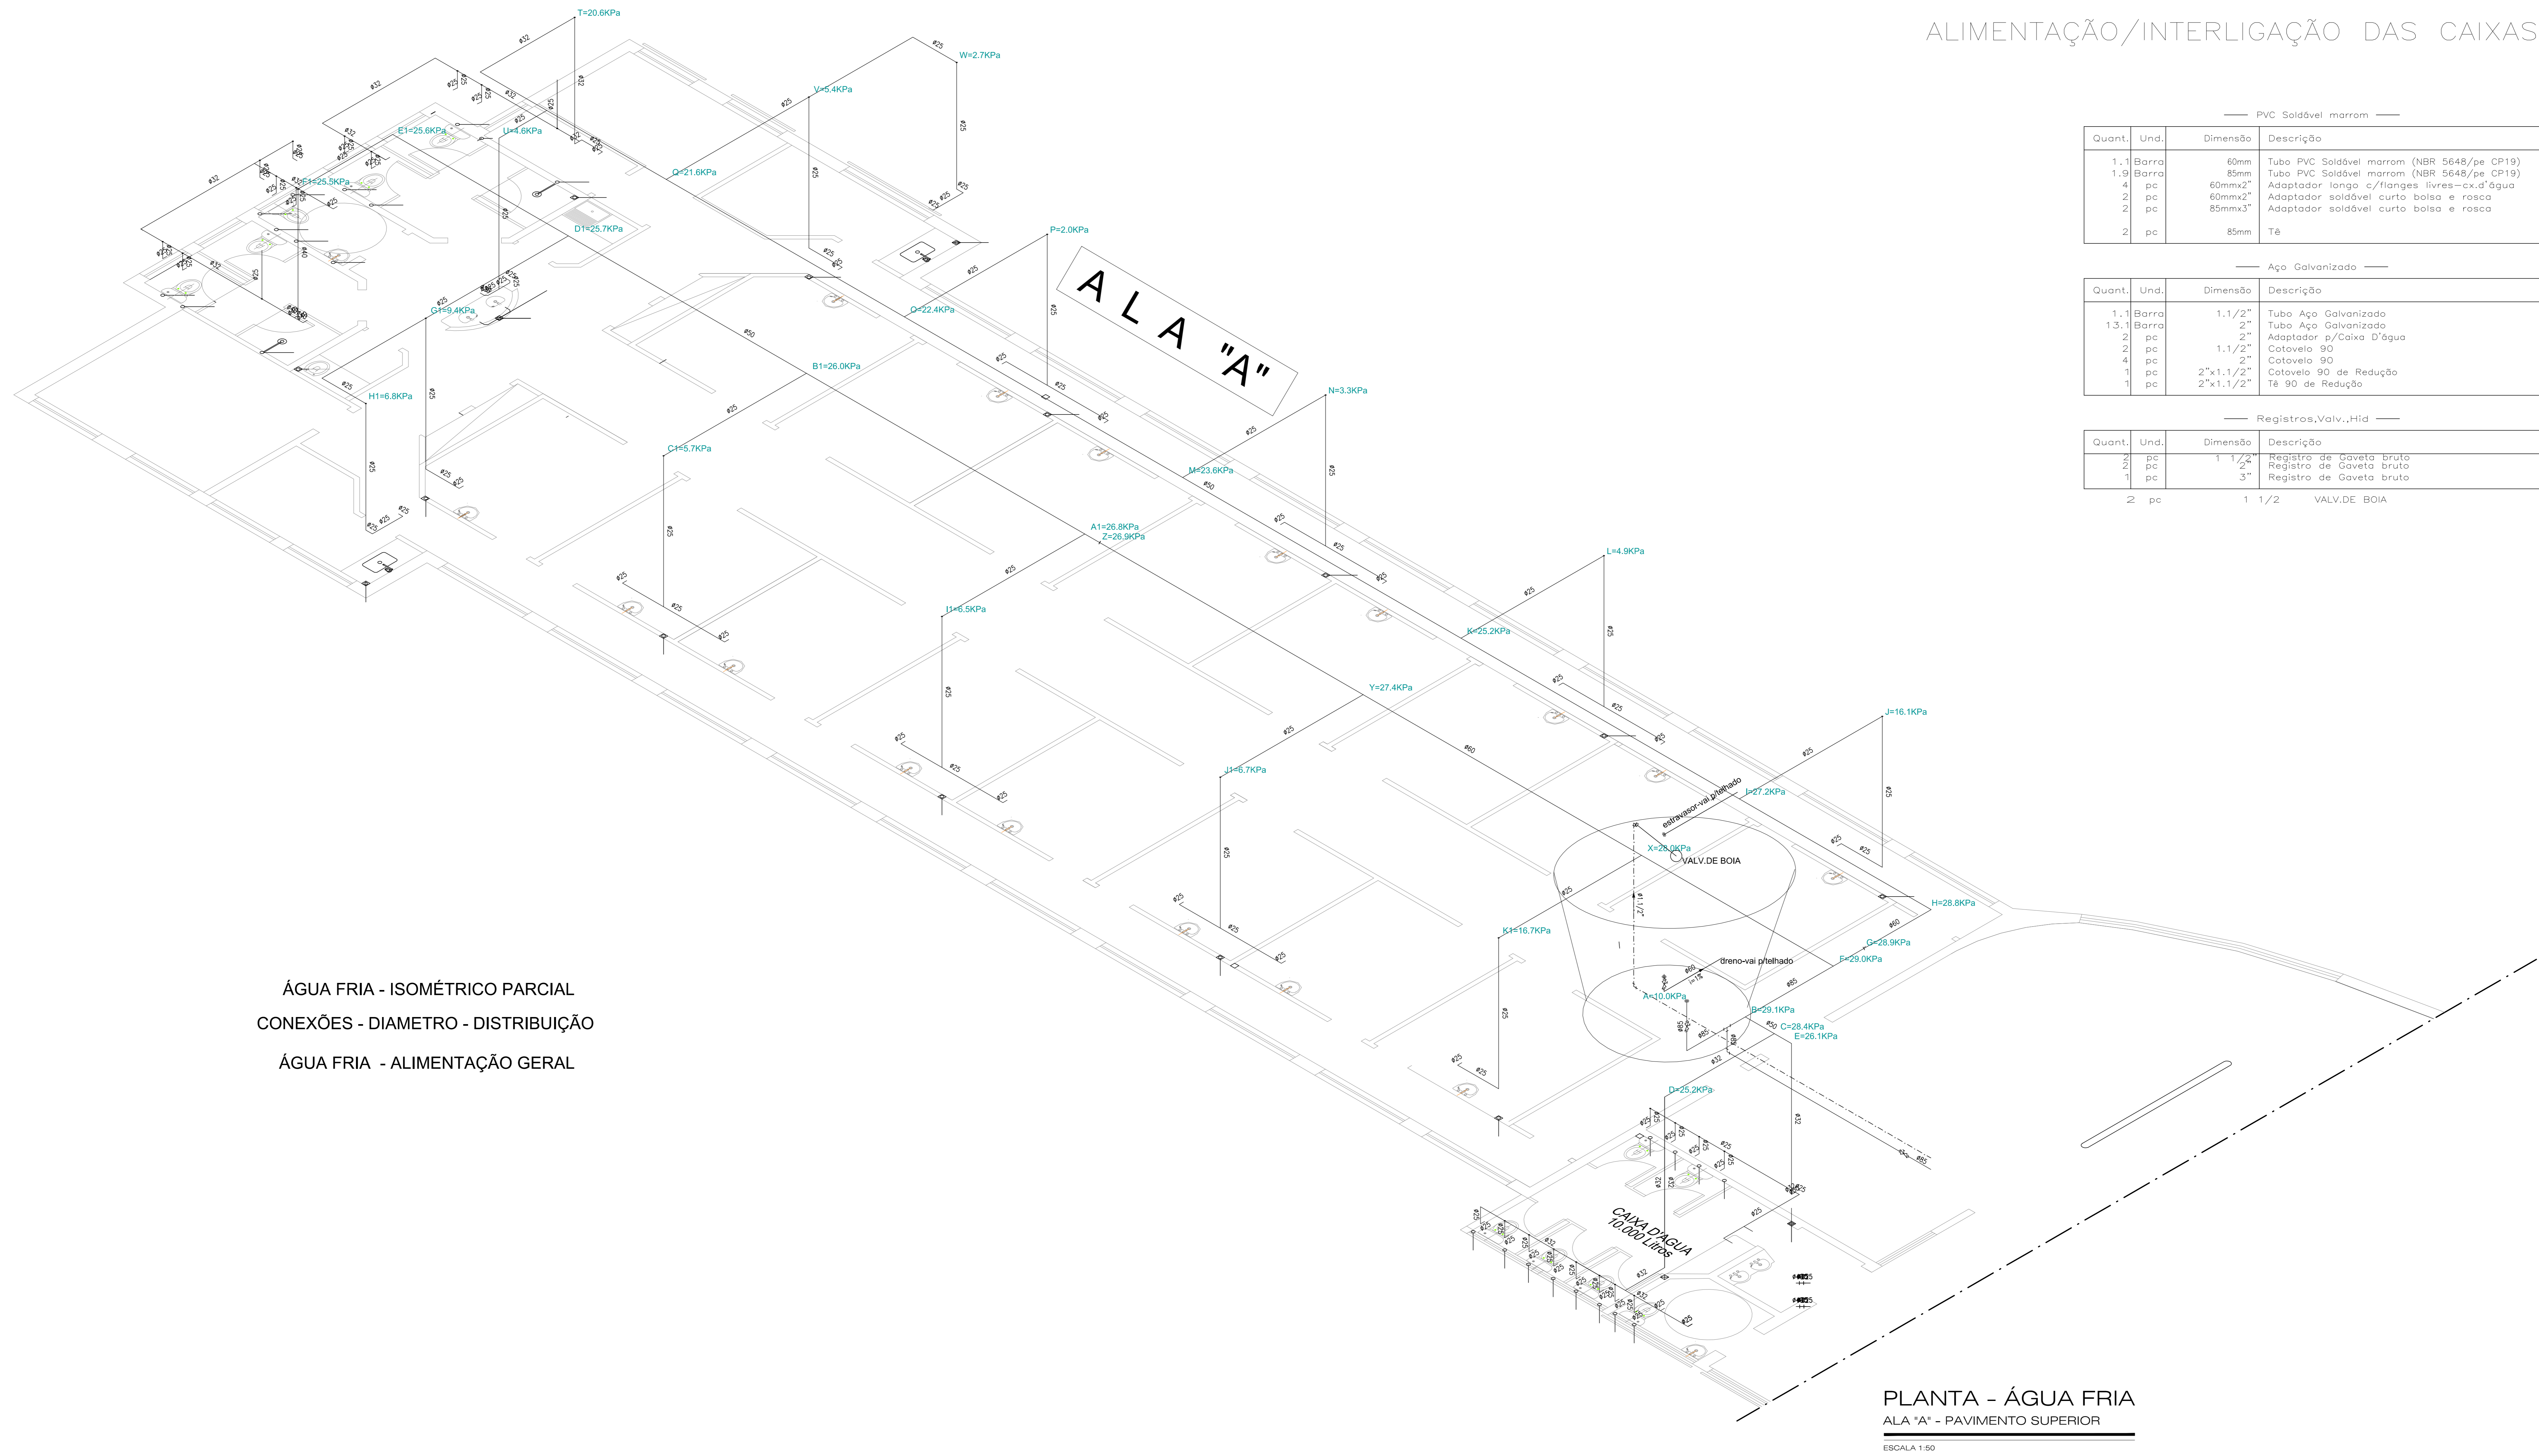 ALIMENTAÇÃO/INTERLIGAÇÃO DAS CAIXAS
PVC Soldável marrom
Quant. Und. Dimensão Descrição
1.1 Barra 60mm Tubo PVC Soldável marrom (NBR 5648/pe CP19)
1.9 Barra 85mm Tubo PVC Soldável marrom (NBR 5648/pe CP19)
4 pc 60mmx2" Adaptador longo c/flanges livres-cx.d'água
2 pc 60mmx2" Adaptador soldável curto bolsa e rosca
2 pc 85mmx3" Adaptador soldável curto bolsa e rosca
2 pc 85mm Tê
Aço Galvanizado
Quant. Und. Dimensão Descrição
1.1 Barra 1.1/2" Tubo Aço Galvanizado
13.1 Barra 2" Tubo Aço Galvanizado
2 pc 2" Adaptador p/Caixa D'água
2 pc 1.1/2" Cotovelo 90
4 pc 2" Cotovelo 90
1 pc 2"x1.1/2" Cotovelo 90 de Redução
1 pc 2"x1.1/2" Tê 90 de Redução
Registros,Valv.,Hid
Quant. Und. Dimensão Descrição
2 pc 1 1/2" Registro de Gaveta bruto
2 pc 2" Registro de Gaveta bruto
1 pc 3" Registro de Gaveta bruto
2 pc 1 1/2 VALV.DE BOIA
T=20.6KPa
W=2.7KPa
V=5.4KPa
E1=25.6KPa
U=4.6KPa
Q=21.6KPa
F1=25.5KPa
D1=25.7KPa
P=2.0KPa
ALA "A"
G1=9.4KPa
O=22.4KPa
B1=26.0KPa
H1=6.8KPa
N=3.3KPa
C1=5.7KPa
M=23.6KPa
A1=26.8KPa
Z=26.9KPa
L=4.9KPa
I1=6.5KPa
K=25.2KPa
Y=27.4KPa
J=16.1KPa
J1=6.7KPa
I=27.2KPa
estravasor-vai p/telhado
X=28.0KPa
VALV.DE BOIA
ø1.1/2"
H=28.8KPa
K1=16.7KPa
G=28.9KPa
F=29.0KPa
dreno-vai p/telhado
ø60
i=1%
A=10.0KPa
B=29.1KPa
C=28.4KPa
E=26.1KPa
D=25.2KPa
ø50
ø60
ø85
ø32
ø25
ø40
CAIXA D'AGUA
10.000 Litros
ÁGUA FRIA - ISOMÉTRICO PARCIAL
CONEXÕES - DIAMETRO - DISTRIBUIÇÃO
ÁGUA FRIA - ALIMENTAÇÃO GERAL
PLANTA - ÁGUA FRIA
ALA "A" - PAVIMENTO SUPERIOR
ESCALA 1:50